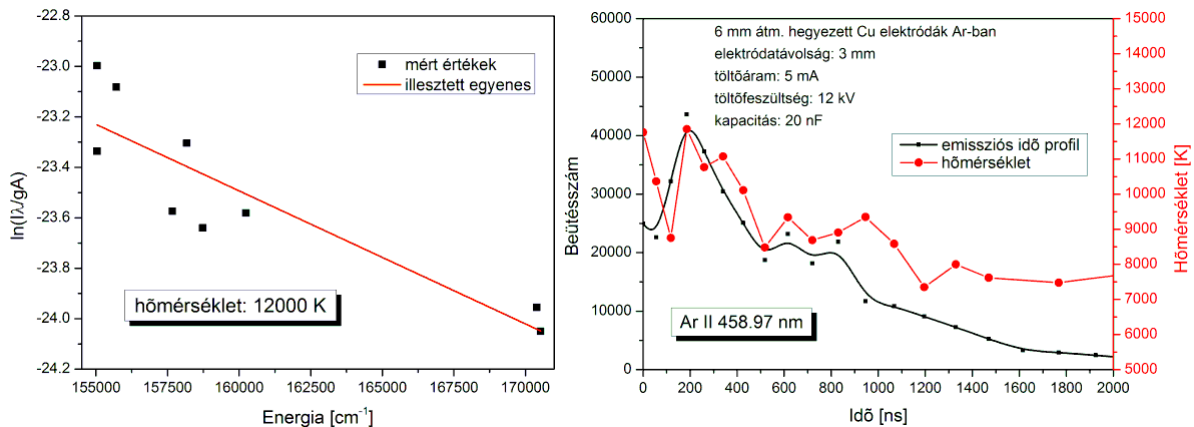 -22.8
-23.0
-23.2
-23.4
-23.6
-23.8
-24.0
-24.2
ln(Iλ/gA)
mért értékek
illesztett egyenes
hõmérséklet: 12000 K
155000
157500
160000
162500
165000
167500
170000
Energia [cm⁻¹]
60000
50000
40000
30000
20000
10000
0
Beütésszám
6 mm átm. hegyezett Cu elektródák Ar-ban
elektródatávolság: 3 mm
töltõáram: 5 mA
töltõfeszültség: 12 kV
kapacitás: 20 nF
emissziós idõ profil
hõmérséklet
Ar II 458.97 nm
15000
14000
13000
12000
11000
10000
9000
8000
7000
6000
5000
Hõmérséklet [K]
0
200
400
600
800
1000
1200
1400
1600
1800
2000
Idõ [ns]